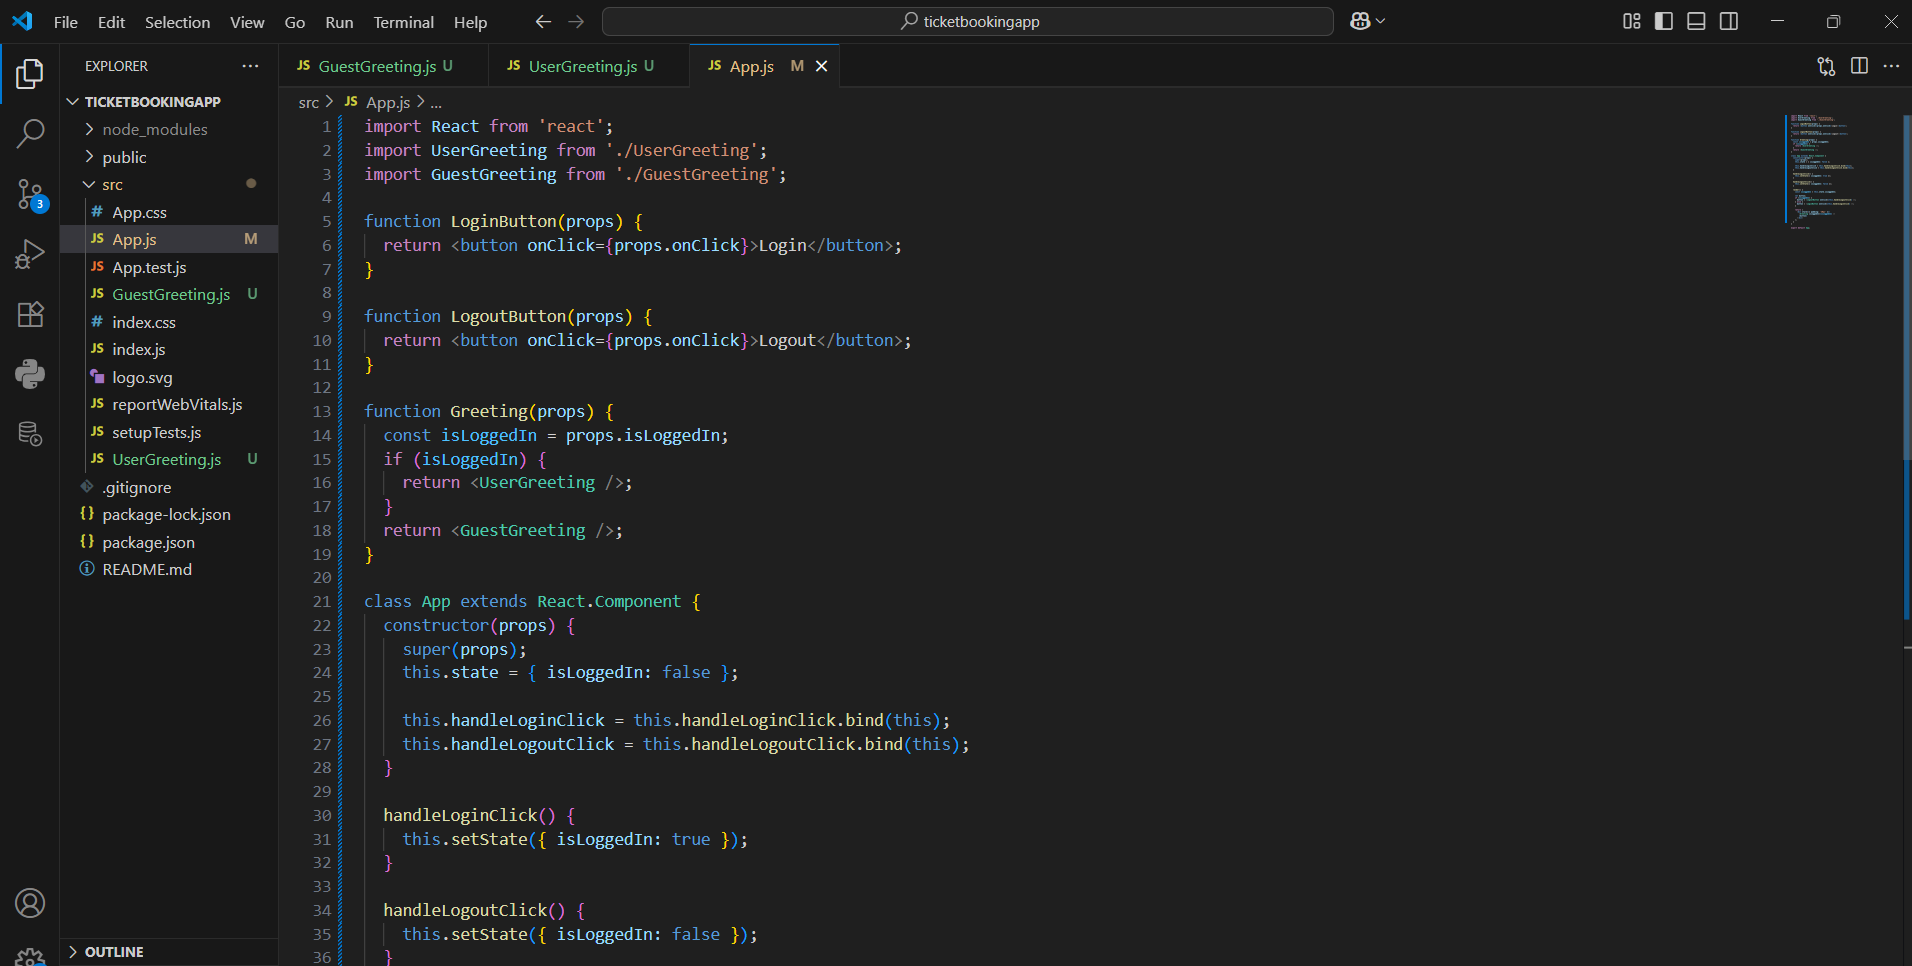 File Edit Selection View Go Run Terminal Help
ticketbookingapp
EXPLORER
TICKETBOOKINGAPP
node_modules
public
src
# App.css
JS App.js M
JS App.test.js
JS GuestGreeting.js U
# index.css
JS index.js
logo.svg
JS reportWebVitals.js
JS setupTests.js
JS UserGreeting.js U
.gitignore
{} package-lock.json
{} package.json
README.md
OUTLINE
3
JS GuestGreeting.js U
JS UserGreeting.js U
JS App.js M
src > JS App.js > ...
1 import React from 'react';
2 import UserGreeting from './UserGreeting';
3 import GuestGreeting from './GuestGreeting';
4
5 function LoginButton(props) {
6   return <button onClick={props.onClick}>Login</button>;
7 }
8
9 function LogoutButton(props) {
10   return <button onClick={props.onClick}>Logout</button>;
11 }
12
13 function Greeting(props) {
14   const isLoggedIn = props.isLoggedIn;
15   if (isLoggedIn) {
16     return <UserGreeting />;
17   }
18   return <GuestGreeting />;
19 }
20
21 class App extends React.Component {
22   constructor(props) {
23     super(props);
24     this.state = { isLoggedIn: false };
25
26     this.handleLoginClick = this.handleLoginClick.bind(this);
27     this.handleLogoutClick = this.handleLogoutClick.bind(this);
28   }
29
30   handleLoginClick() {
31     this.setState({ isLoggedIn: true });
32   }
33
34   handleLogoutClick() {
35     this.setState({ isLoggedIn: false });
36   }